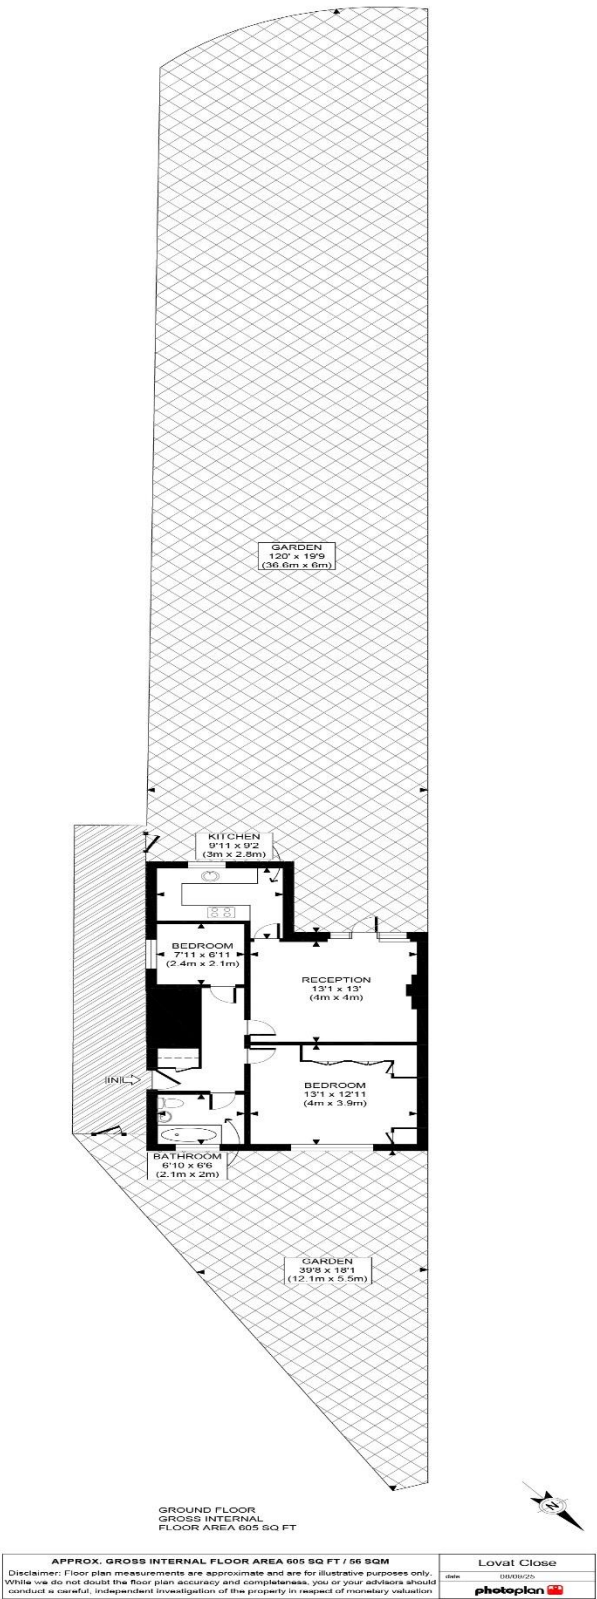 GARDEN
120' x 19'9
(36.6m x 6m)
KITCHEN
9'11 x 9'2
(3m x 2.8m)
BEDROOM
7'11 x 6'11
(2.4m x 2.1m)
RECEPTION
13'1 x 13'
(4m x 4m)
IN
BEDROOM
13'1 x 12'11
(4m x 3.9m)
BATHROOM
6'10 x 6'6
(2.1m x 2m)
GARDEN
39'8 x 18'1
(12.1m x 5.5m)
GROUND FLOOR
GROSS INTERNAL
FLOOR AREA 605 SQ FT
N
APPROX. GROSS INTERNAL FLOOR AREA 605 SQ FT / 56 SQM
Disclaimer: Floor plan measurements are approximate and are for illustrative purposes only.
While we do not doubt the floor plan accuracy and completeness, you or your advisors should
conduct a careful, independent investigation of the property in respect of monetary valuation
Lovat Close
date 08/08/25
photoplan